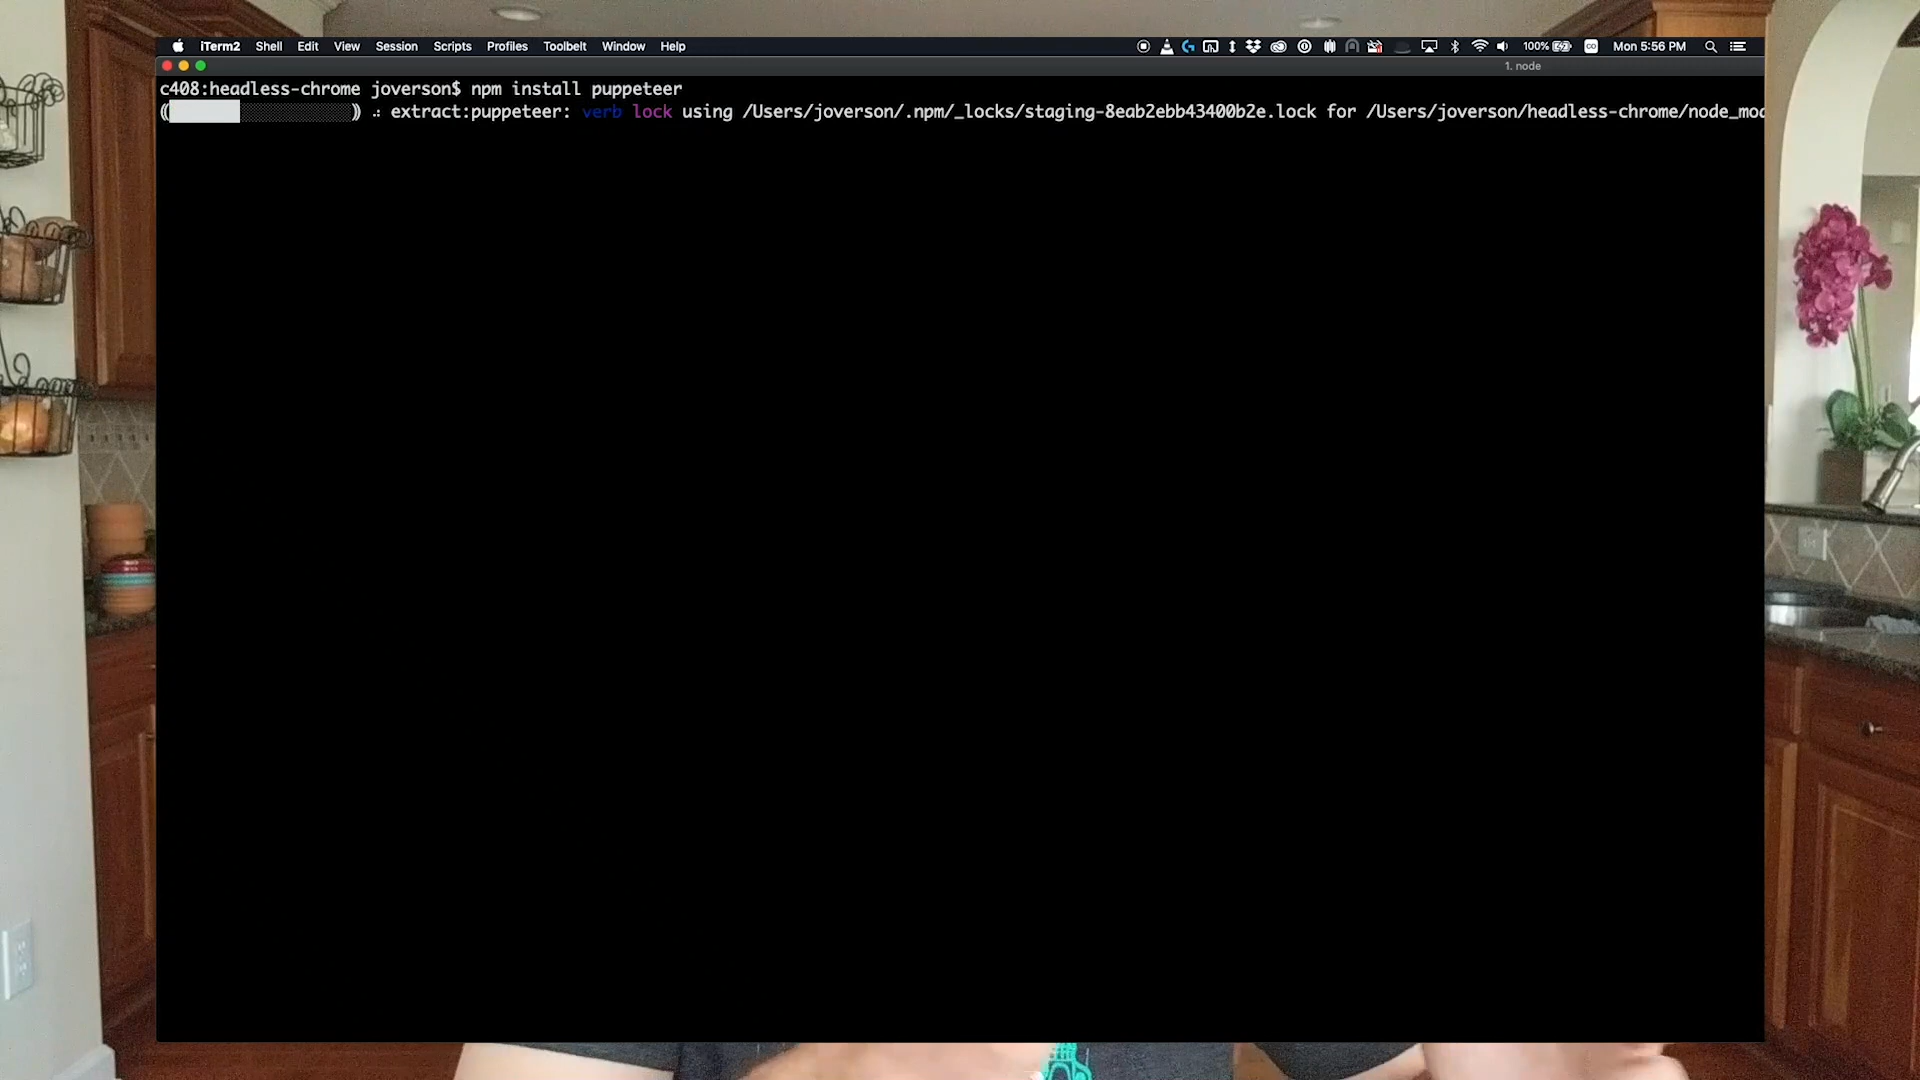 iTerm2 Shell Edit View Session Scripts Profiles Toolbelt Window Help 100% Mon 5:56 PM
1. node
c408:headless-chrome joverson$ npm install puppeteer
extract:puppeteer: verb lock using /Users/joverson/.npm/_locks/staging-8eab2ebb43400b2e.lock for /Users/joverson/headless-chrome/node_mod